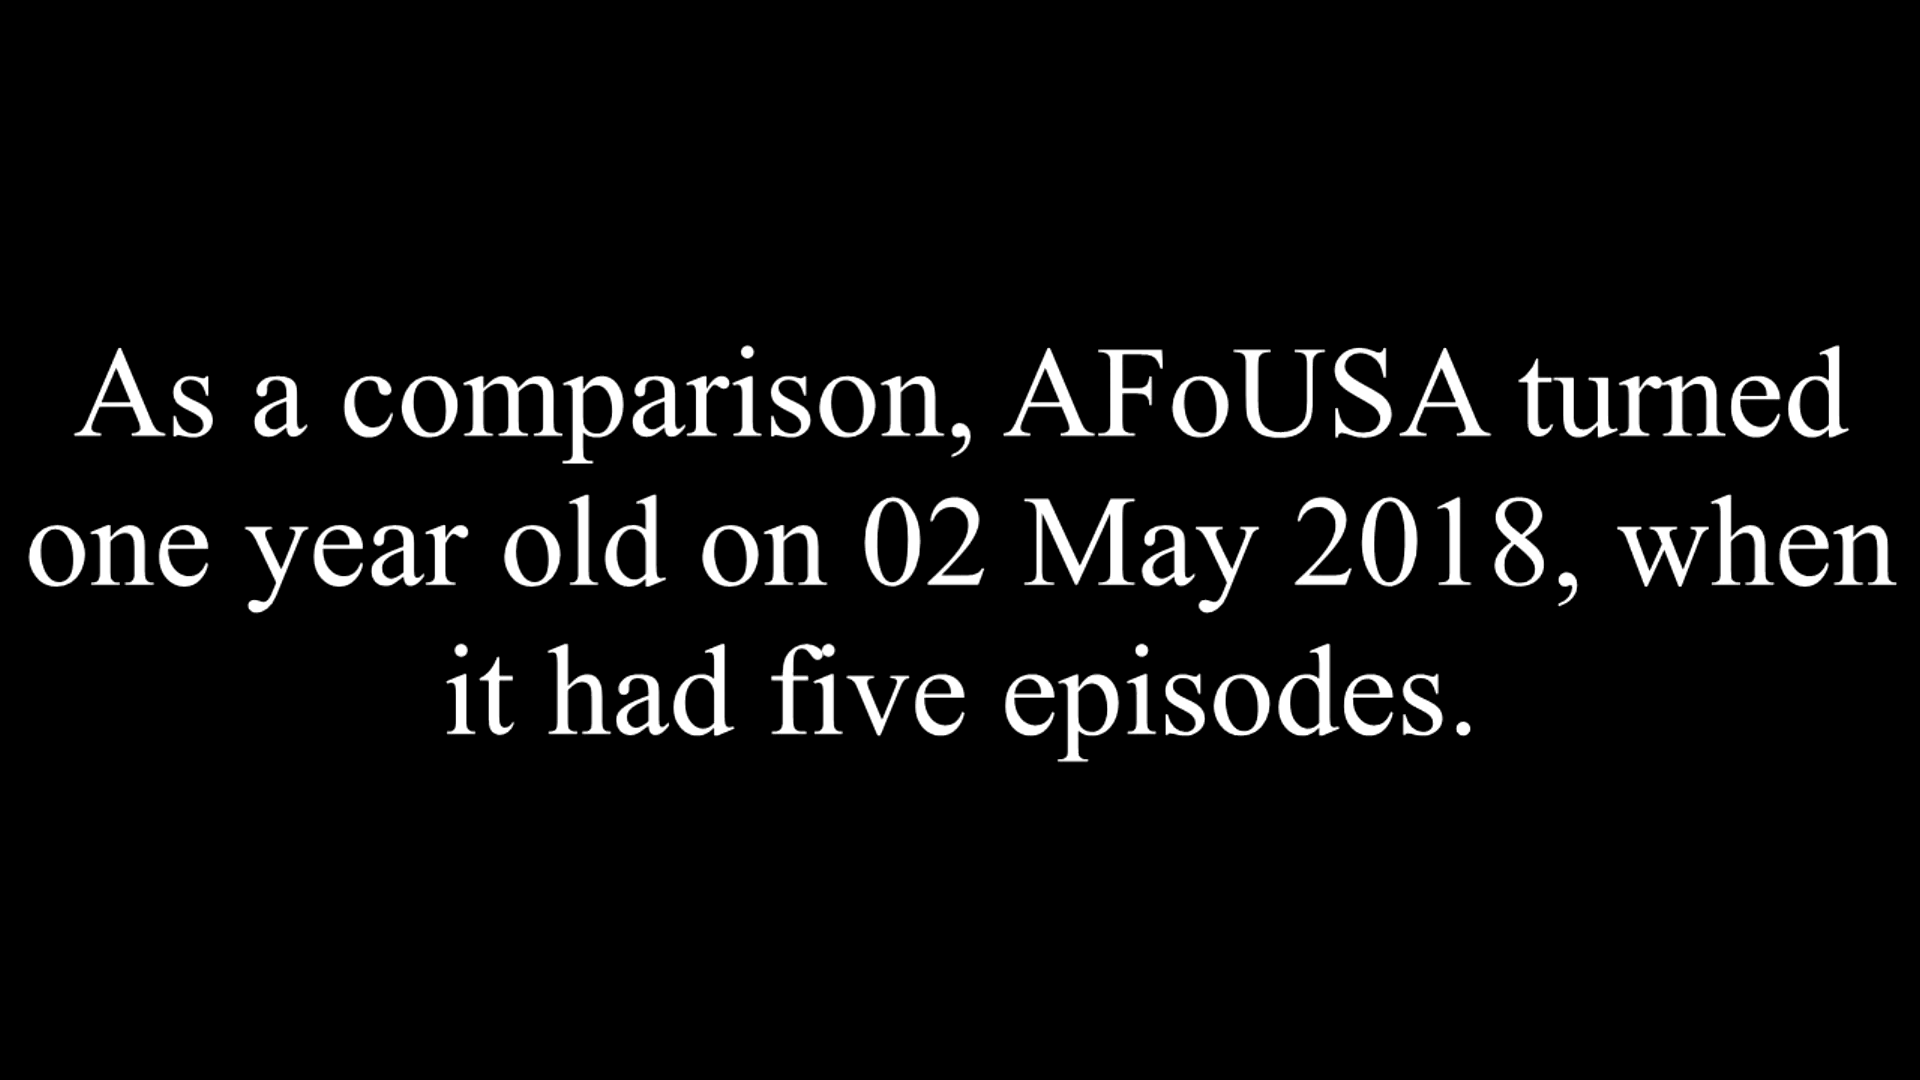 As a comparison, AFoUSA turned
one year old on 02 May 2018, when
it had five episodes.